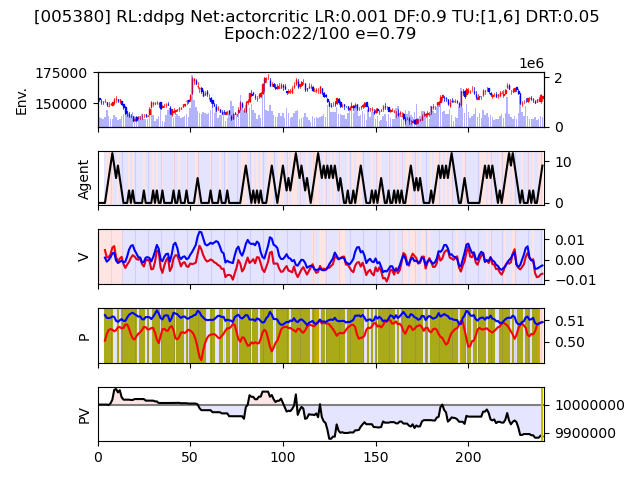 [005380] RL:ddpg Net:actorcritic LR:0.001 DF:0.9 TU:[1,6] DRT:0.05
Epoch:022/100 e=0.79
1e6
175000
150000
2
0
Env.
10
0
Agent
0.01
0.00
−0.01
V
0.51
0.50
P
10000000
9900000
PV
0 50 100 150 200